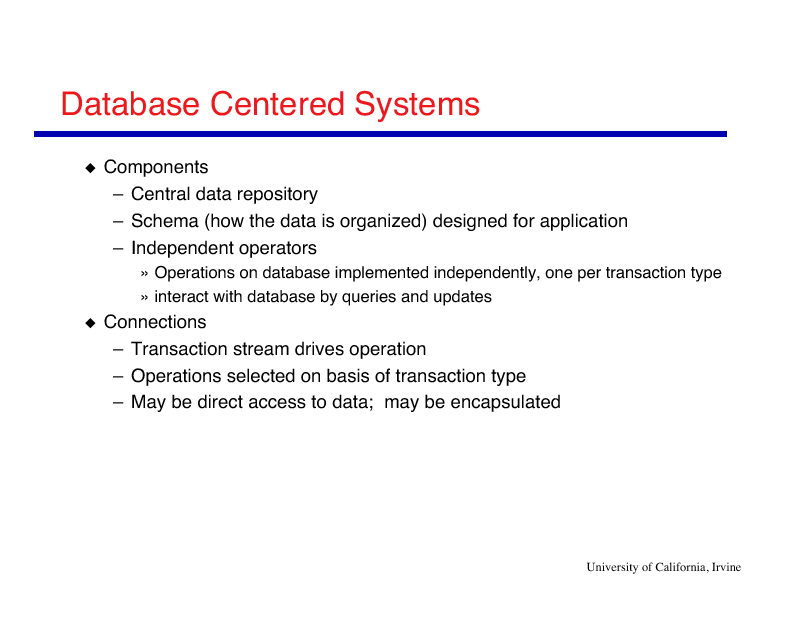 Database Centered Systems
◆ Components
– Central data repository
– Schema (how the data is organized) designed for application
– Independent operators
» Operations on database implemented independently, one per transaction type
» interact with database by queries and updates
◆ Connections
– Transaction stream drives operation
– Operations selected on basis of transaction type
– May be direct access to data;  may be encapsulated
University of California, Irvine